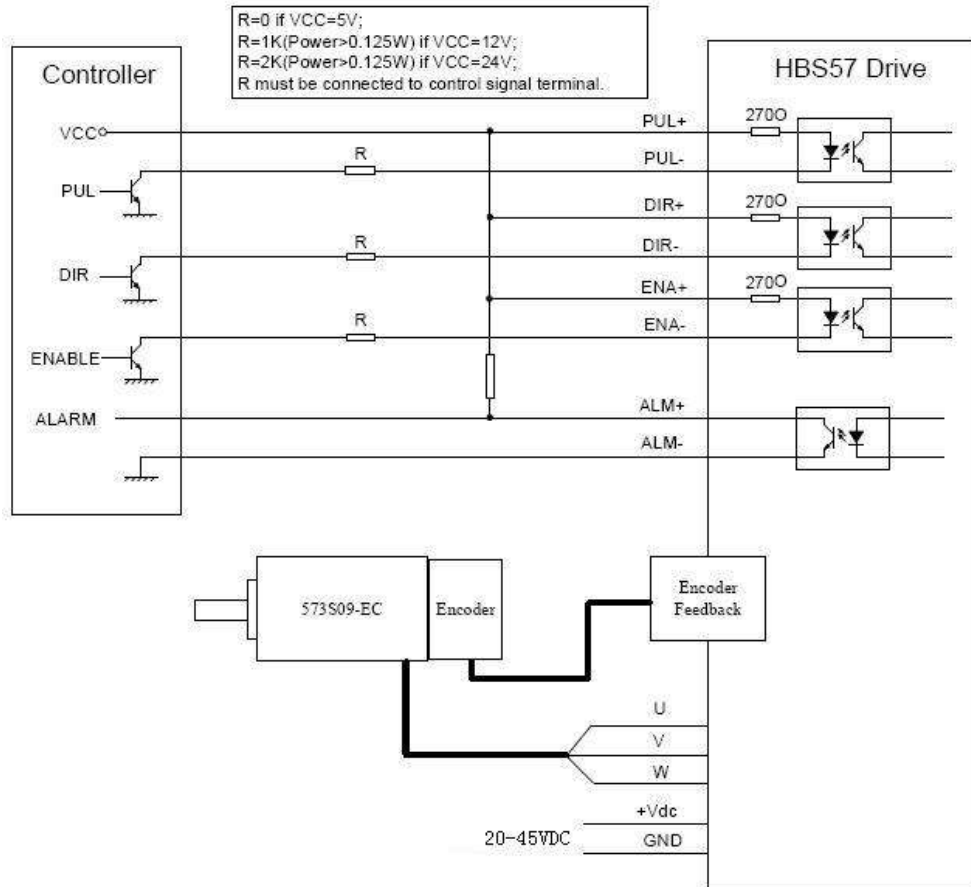 R=0 if VCC=5V;
R=1K(Power>0.125W) if VCC=12V;
R=2K(Power>0.125W) if VCC=24V;
R must be connected to control signal terminal.
Controller
HBS57 Drive
VCC
PUL+
270O
R
PUL-
PUL
DIR+
270O
R
DIR-
DIR
ENA+
270O
R
ENA-
ENABLE
ALARM
ALM+
ALM-
573S09-EC
Encoder
Encoder
Feedback
U
V
W
+Vdc
20-45VDC
GND